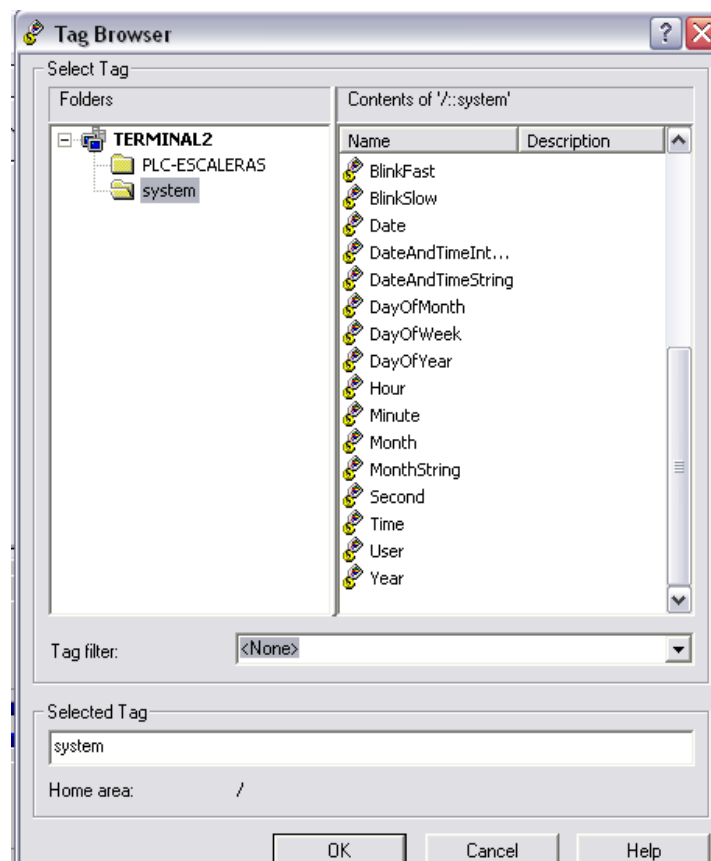 Tag Browser
Select Tag
Folders
Contents of '/::system'
TERMINAL2
PLC-ESCALERAS
system
Name Description
BlinkFast
BlinkSlow
Date
DateAndTimeInt...
DateAndTimeString
DayOfMonth
DayOfWeek
DayOfYear
Hour
Minute
Month
MonthString
Second
Time
User
Year
Tag filter: <None>
Selected Tag
system
Home area: /
OK Cancel Help